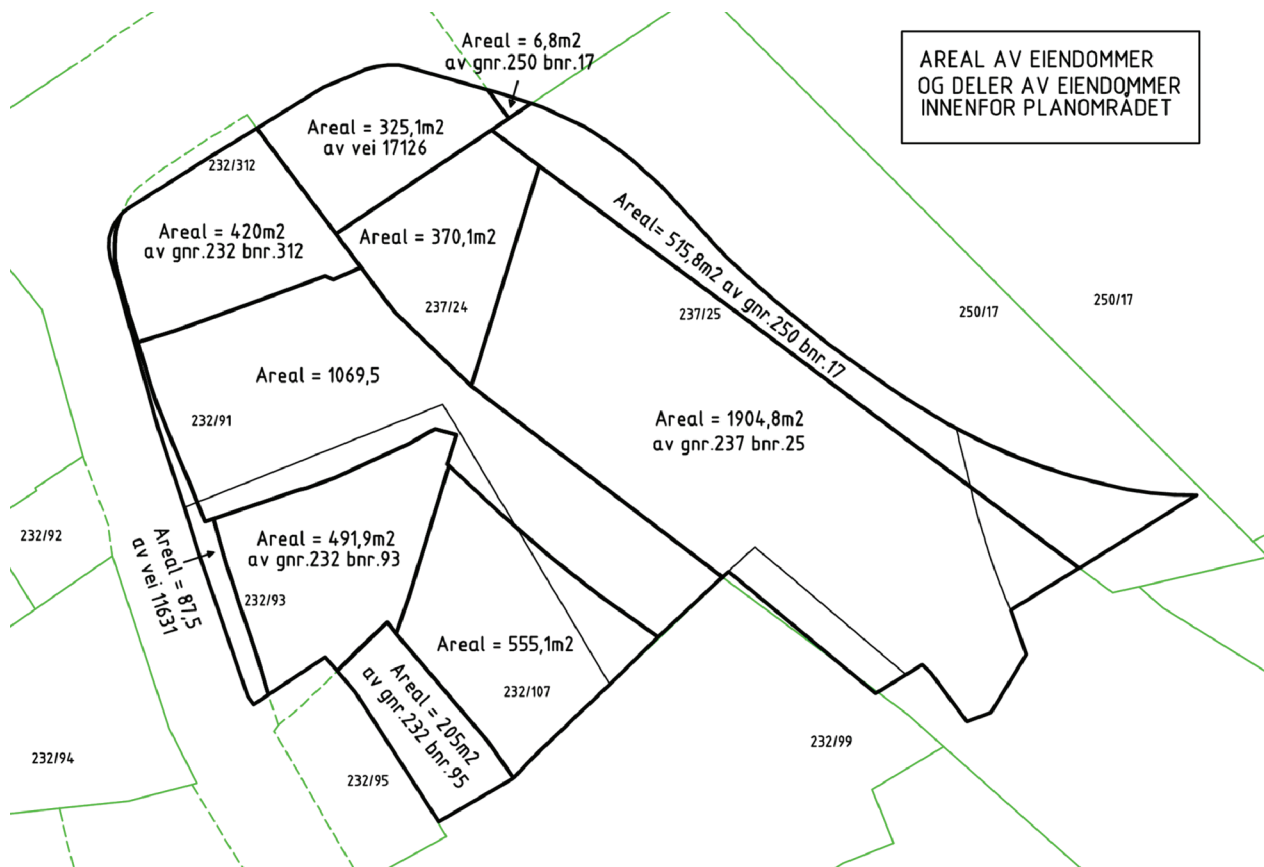 Areal = 6,8m2
av gnr.250 bnr.17
AREAL AV EIENDOMMER
OG DELER AV EIENDOMMER
INNENFOR PLANOMRÅDET
Areal = 325,1m2
av vei 17126
232/312
Areal = 420m2
av gnr.232 bnr.312
Areal = 370,1m2
237/24
Areal= 515,8m2 av gnr.250 bnr.17
237/25
250/17
250/17
Areal = 1069,5
232/91
Areal = 1904,8m2
av gnr.237 bnr.25
232/92
Areal = 87,5
av vei 11631
Areal = 491,9m2
av gnr.232 bnr.93
232/93
Areal = 555,1m2
232/107
Areal = 205m2
av gnr.232 bnr.95
232/94
232/95
232/99